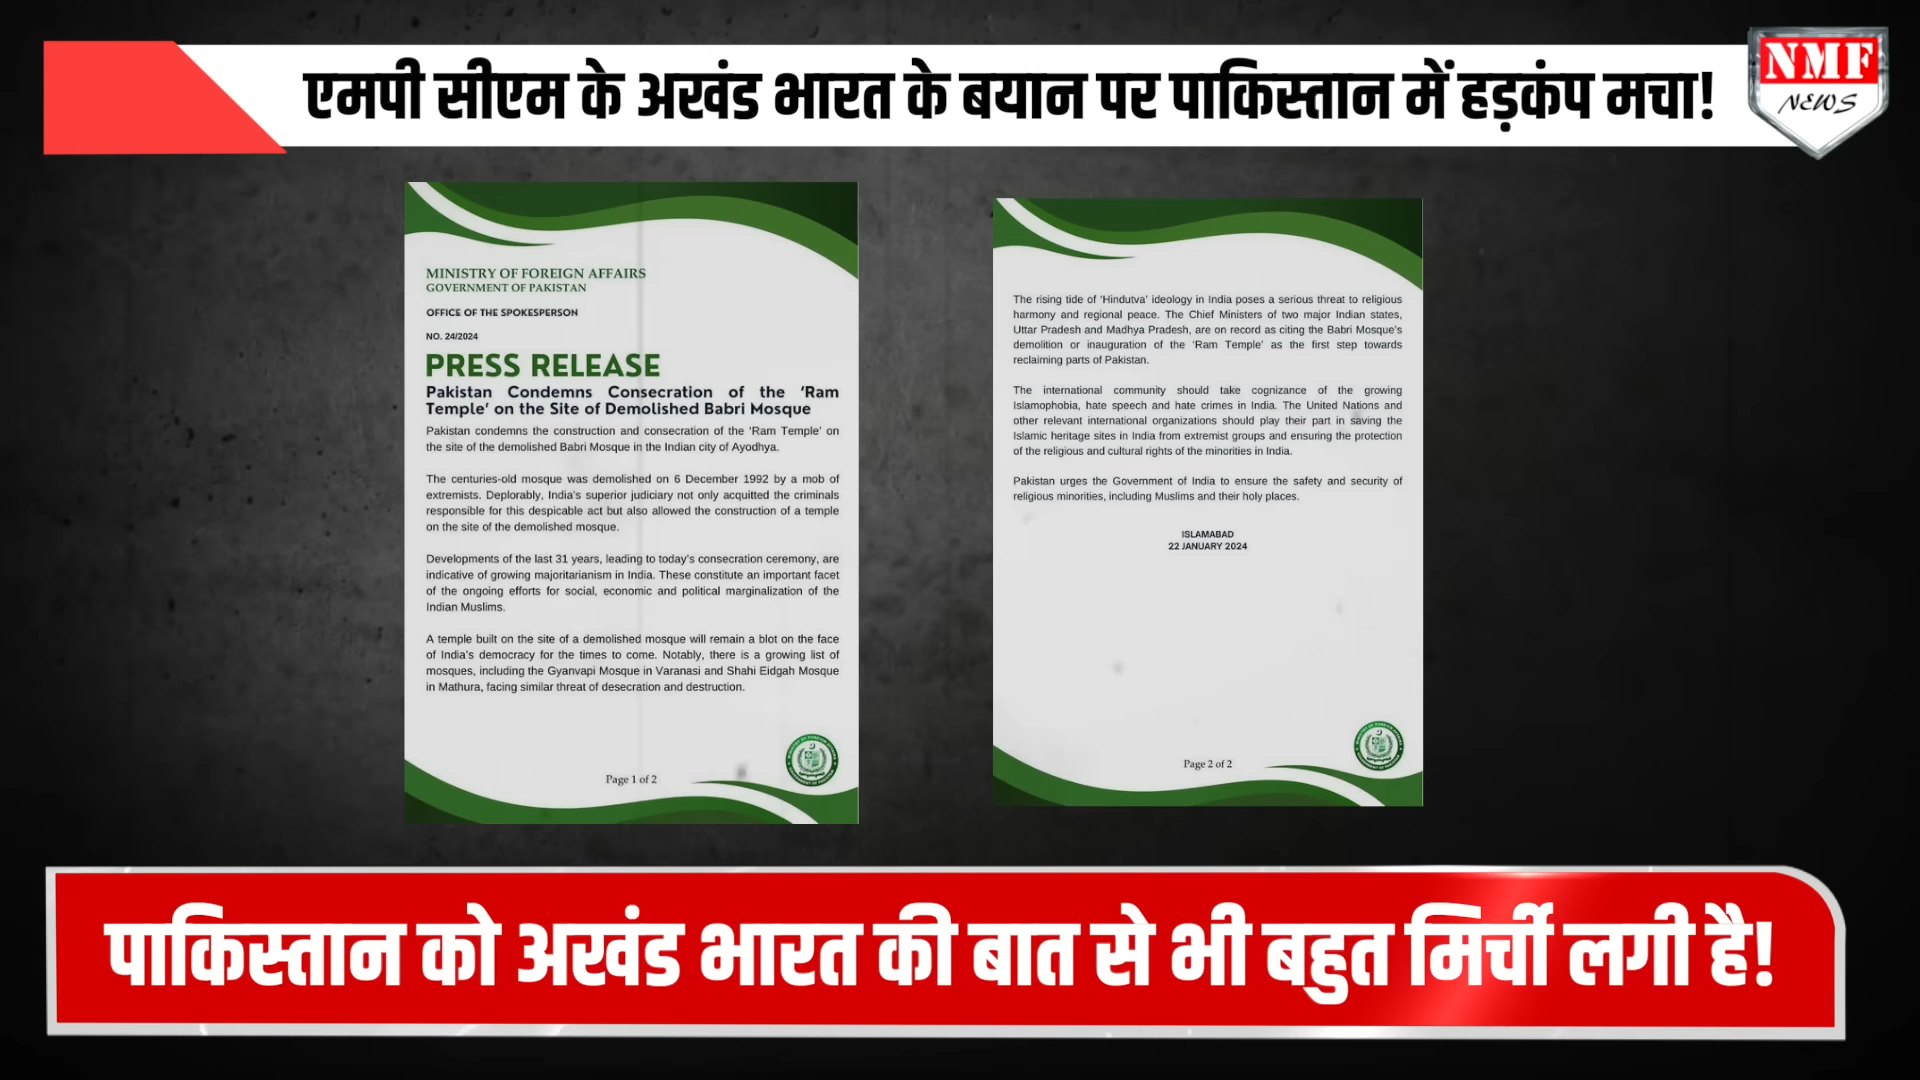 एमपी सीएम के अखंड भारत के बयान पर पाकिस्तान में हड़कंप मचा!
NMF
NEWS
MINISTRY OF FOREIGN AFFAIRS
GOVERNMENT OF PAKISTAN
OFFICE OF THE SPOKESPERSON
NO. 24/2024
PRESS RELEASE
Pakistan Condemns Consecration of the ‘Ram
Temple’ on the Site of Demolished Babri Mosque
Pakistan condemns the construction and consecration of the ‘Ram Temple’ on
the site of the demolished Babri Mosque in the Indian city of Ayodhya.
The centuries-old mosque was demolished on 6 December 1992 by a mob of
extremists. Deplorably, India’s superior judiciary not only acquitted the criminals
responsible for this despicable act but also allowed the construction of a temple
on the site of the demolished mosque.
Developments of the last 31 years, leading to today’s consecration ceremony, are
indicative of growing majoritarianism in India. These constitute an important facet
of the ongoing efforts for social, economic and political marginalization of the
Indian Muslims.
A temple built on the site of a demolished mosque will remain a blot on the face
of India’s democracy for the times to come. Notably, there is a growing list of
mosques, including the Gyanvapi Mosque in Varanasi and Shahi Eidgah Mosque
in Mathura, facing similar threat of desecration and destruction.
Page 1 of 2
The rising tide of ‘Hindutva’ ideology in India poses a serious threat to religious
harmony and regional peace. The Chief Ministers of two major Indian states,
Uttar Pradesh and Madhya Pradesh, are on record as citing the Babri Mosque’s
demolition or inauguration of the ‘Ram Temple’ as the first step towards
reclaiming parts of Pakistan.
The international community should take cognizance of the growing
Islamophobia, hate speech and hate crimes in India. The United Nations and
other relevant international organizations should play their part in saving the
Islamic heritage sites in India from extremist groups and ensuring the protection
of the religious and cultural rights of the minorities in India.
Pakistan urges the Government of India to ensure the safety and security of
religious minorities, including Muslims and their holy places.
ISLAMABAD
22 JANUARY 2024
Page 2 of 2
पाकिस्तान को अखंड भारत की बात से भी बहुत मिर्ची लगी है!